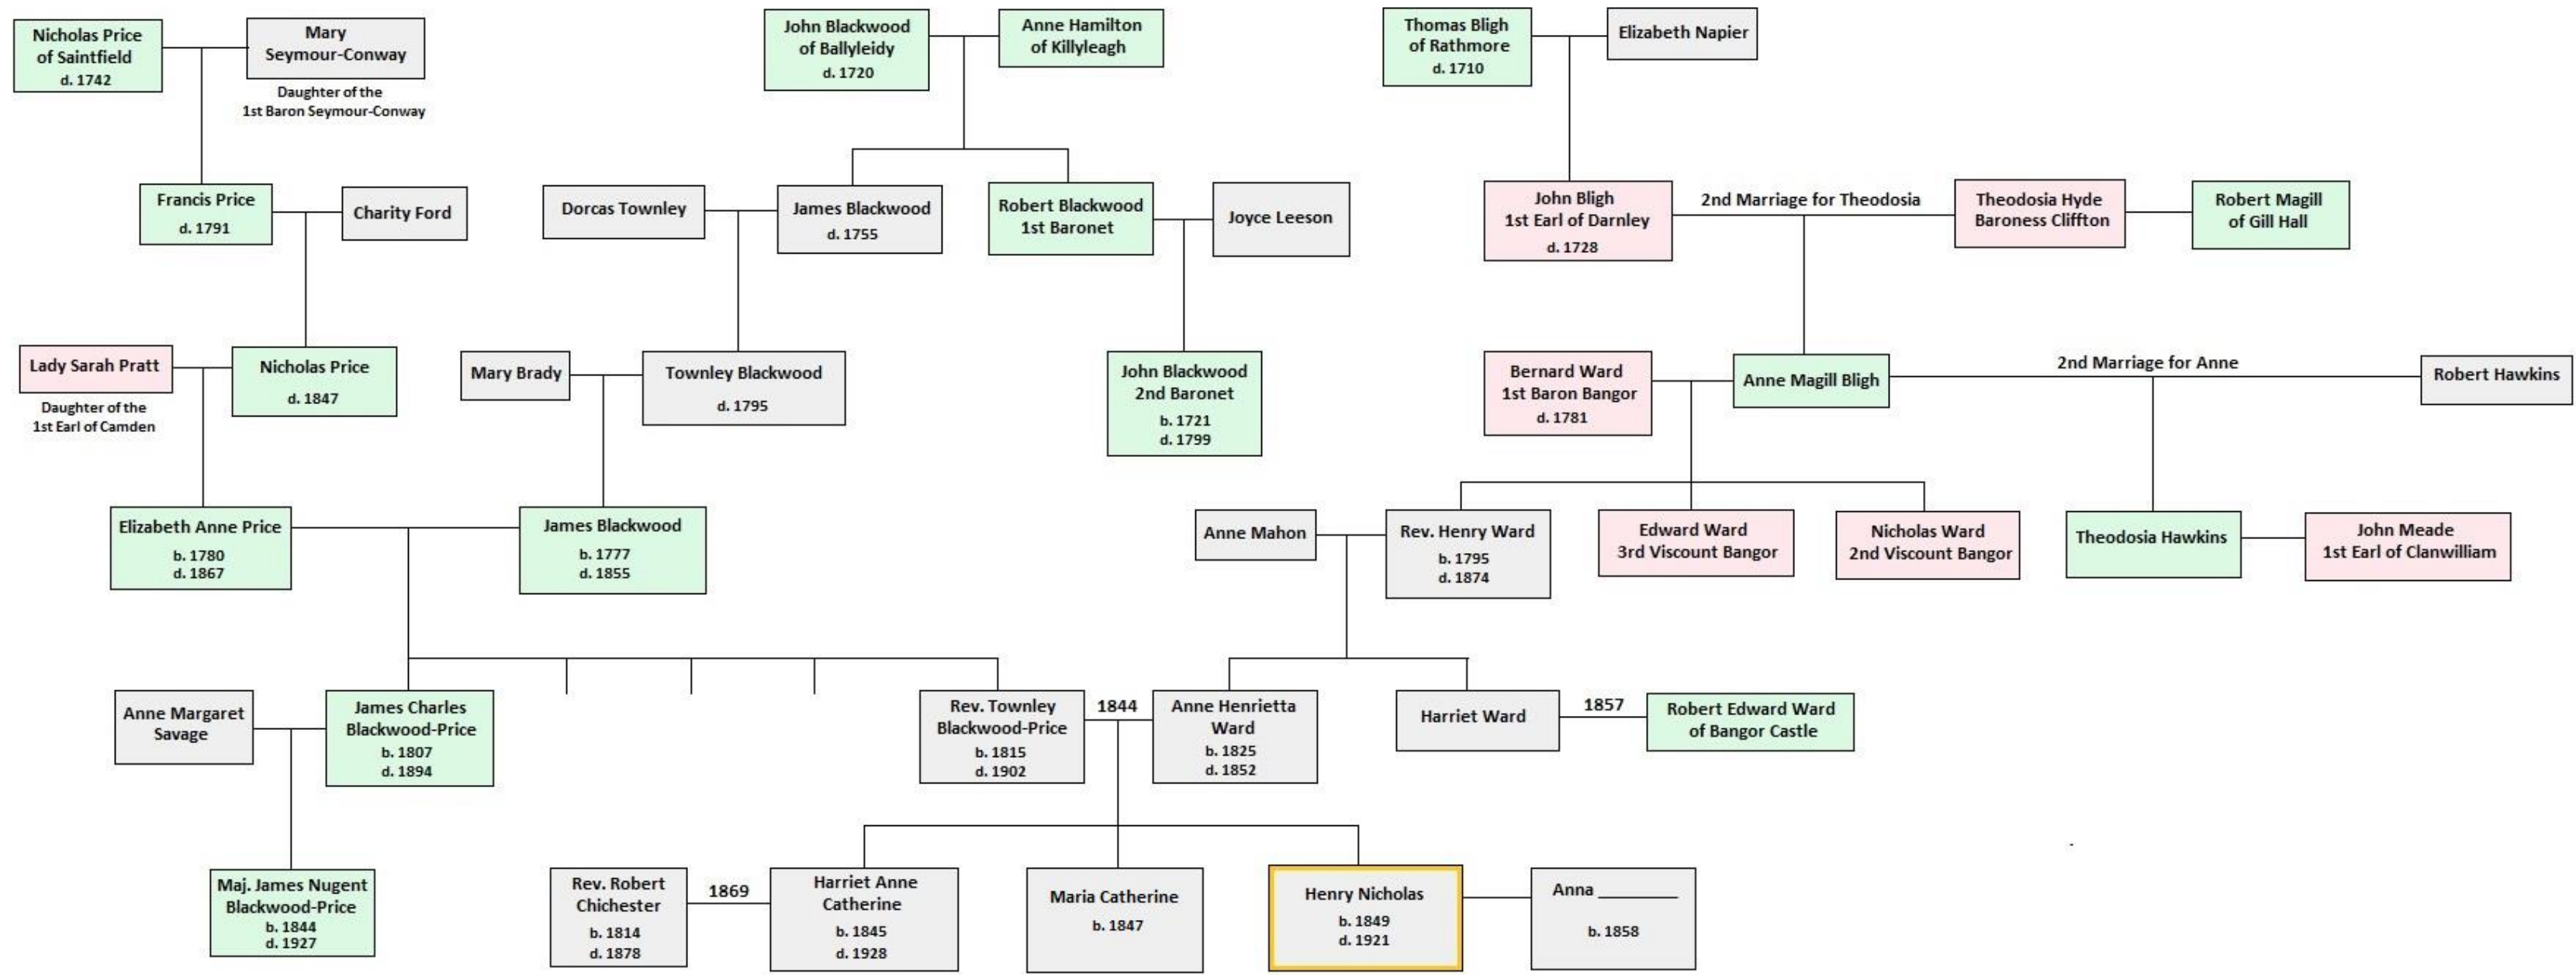 Nicholas Price
of Saintfield
d. 1742
Mary
Seymour-Conway
Daughter of the
1st Baron Seymour-Conway
John Blackwood
of Ballyleidy
d. 1720
Anne Hamilton
of Killyleagh
Thomas Bligh
of Rathmore
d. 1710
Elizabeth Napier
Francis Price
d. 1791
Charity Ford
Dorcas Townley
James Blackwood
d. 1755
Robert Blackwood
1st Baronet
Joyce Leeson
John Bligh
1st Earl of Darnley
d. 1728
2nd Marriage for Theodosia
Theodosia Hyde
Baroness Cliffton
Robert Magill
of Gill Hall
Lady Sarah Pratt
Daughter of the
1st Earl of Camden
Nicholas Price
d. 1847
Mary Brady
Townley Blackwood
d. 1795
John Blackwood
2nd Baronet
b. 1721
d. 1799
Bernard Ward
1st Baron Bangor
d. 1781
Anne Magill Bligh
2nd Marriage for Anne
Robert Hawkins
Elizabeth Anne Price
b. 1780
d. 1867
James Blackwood
b. 1777
d. 1855
Anne Mahon
Rev. Henry Ward
b. 1795
d. 1874
Edward Ward
3rd Viscount Bangor
Nicholas Ward
2nd Viscount Bangor
Theodosia Hawkins
John Meade
1st Earl of Clanwilliam
Anne Margaret
Savage
James Charles
Blackwood-Price
b. 1807
d. 1894
Rev. Townley
Blackwood-Price
b. 1815
d. 1902
1844
Anne Henrietta
Ward
b. 1825
d. 1852
Harriet Ward
1857
Robert Edward Ward
of Bangor Castle
Maj. James Nugent
Blackwood-Price
b. 1844
d. 1927
Rev. Robert
Chichester
b. 1814
d. 1878
1869
Harriet Anne
Catherine
b. 1845
d. 1928
Maria Catherine
b. 1847
Henry Nicholas
b. 1849
d. 1921
Anna ________
b. 1858